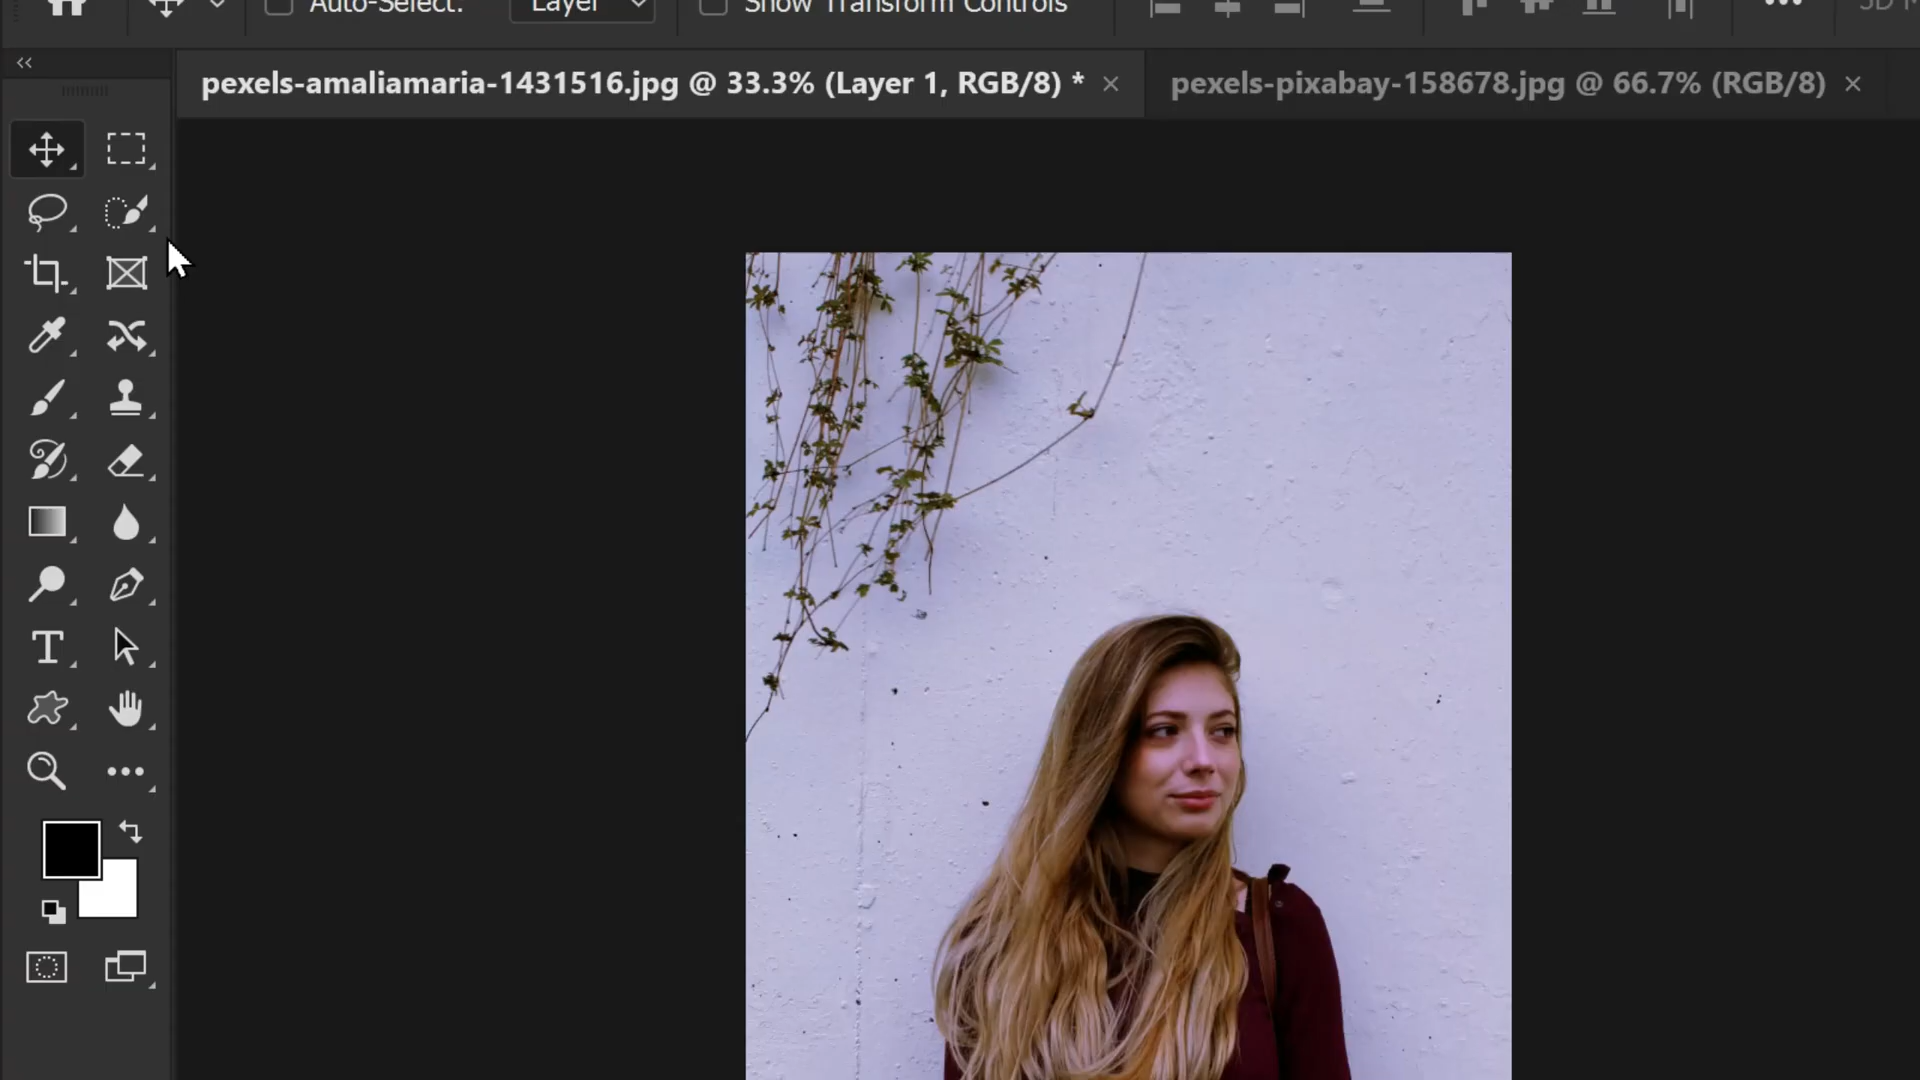 Auto-Select: Layer Show Transform Controls
pexels-amaliamaria-1431516.jpg @ 33.3% (Layer 1, RGB/8) * × pexels-pixabay-158678.jpg @ 66.7% (RGB/8) ×